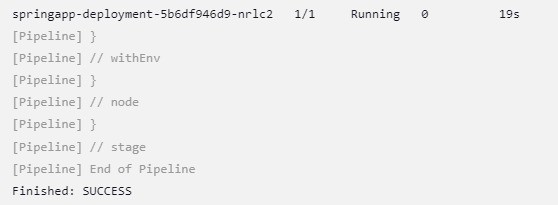 springapp-deployment-5b6df946d9-nrlc2   1/1     Running   0          19s
[Pipeline] }
[Pipeline] // withEnv
[Pipeline] }
[Pipeline] // node
[Pipeline] }
[Pipeline] // stage
[Pipeline] End of Pipeline
Finished: SUCCESS